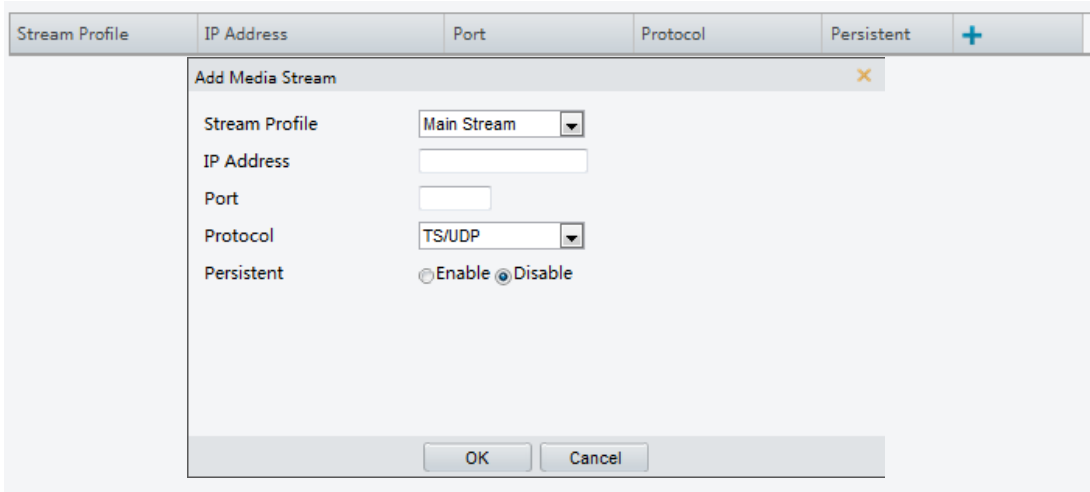 Stream Profile IP Address Port Protocol Persistent
Add Media Stream
Stream Profile Main Stream
IP Address
Port
Protocol TS/UDP
Persistent Enable Disable
OK Cancel